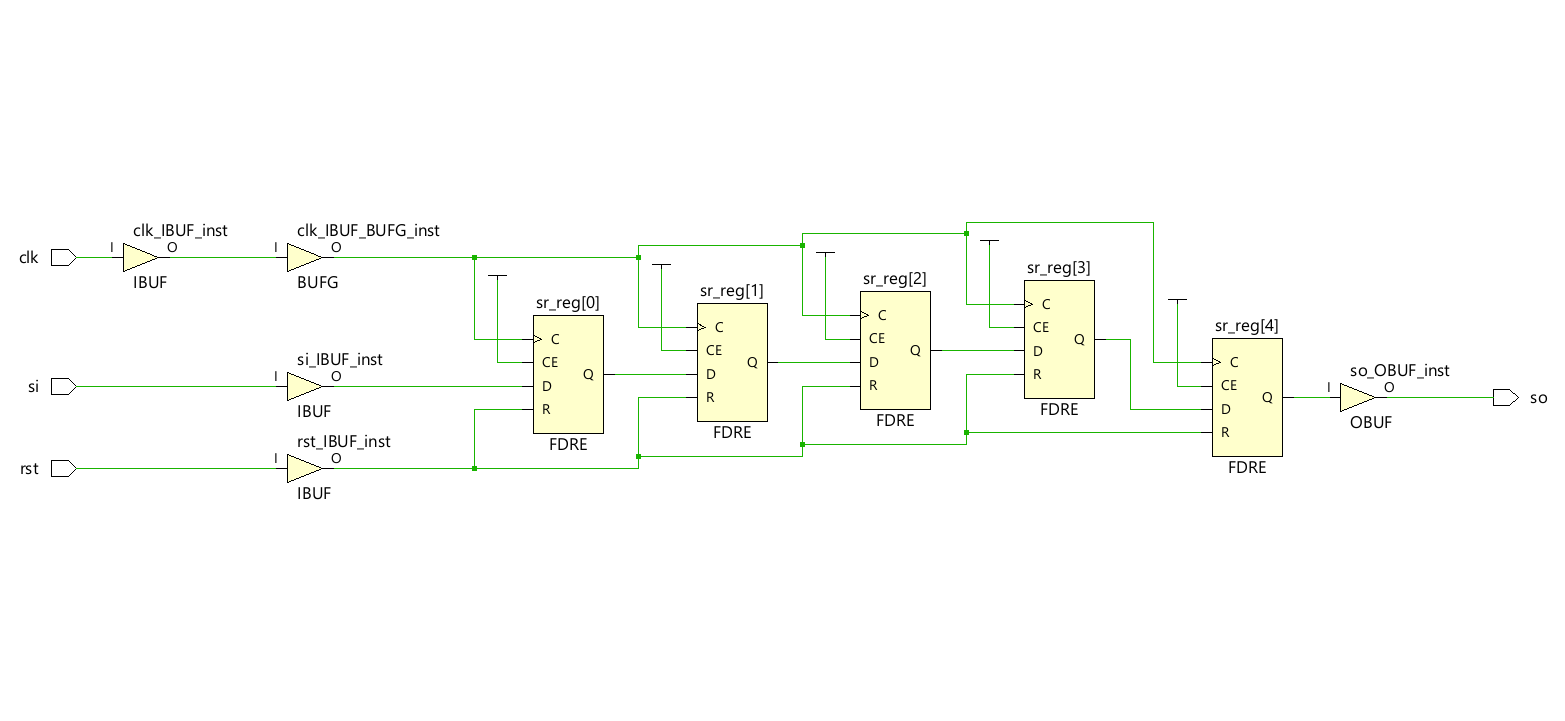 clk
I
clk_IBUF_inst
O
IBUF
I
clk_IBUF_BUFG_inst
O
BUFG
si
I
si_IBUF_inst
O
IBUF
rst
I
rst_IBUF_inst
O
IBUF
sr_reg[0]
C
CE
D
R
Q
FDRE
sr_reg[1]
C
CE
D
R
Q
FDRE
sr_reg[2]
C
CE
D
R
Q
FDRE
sr_reg[3]
C
CE
D
R
Q
FDRE
sr_reg[4]
C
CE
D
R
Q
FDRE
I
so_OBUF_inst
O
OBUF
so